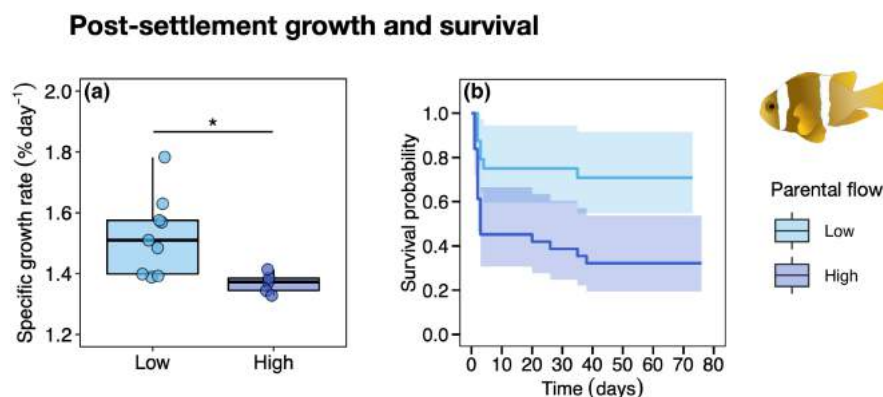 Post-settlement growth and survival
(a)
Specific growth rate (% day⁻¹)
2.0
1.8
1.6
1.4
1.2
*
Low
High
(b)
Survival probability
1.0
0.8
0.6
0.4
0.2
0.0
0 10 20 30 40 50 60 70 80
Time (days)
Parental flow
Low
High